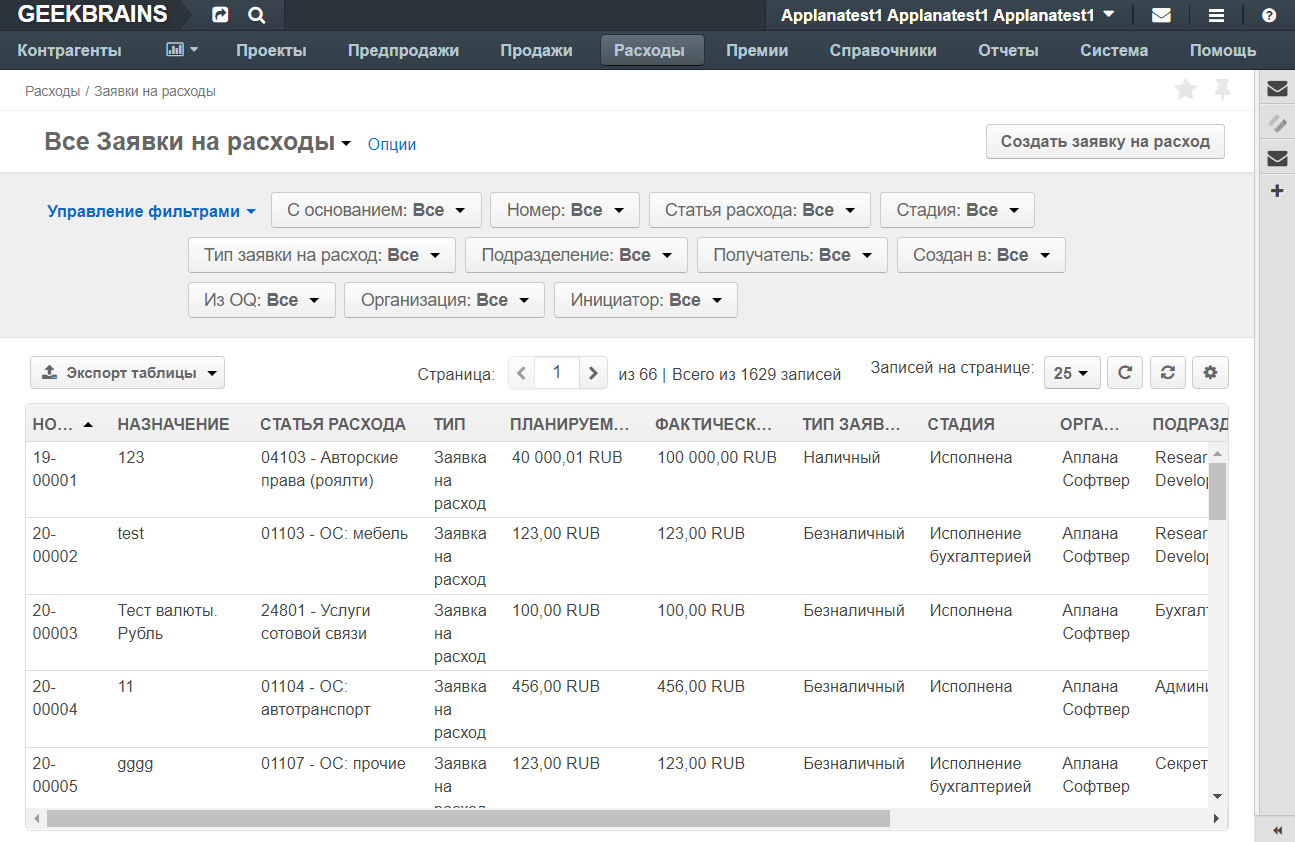 GEEKBRAINS Applanatest1 Applanatest1 Applanatest1
Контрагенты Проекты Предпродажи Продажи Расходы Премии Справочники Отчеты Система Помощь
Расходы / Заявки на расходы
Все Заявки на расходы Опции Создать заявку на расход
Управление фильтрами С основанием: Все Номер: Все Статья расхода: Все Стадия: Все
Тип заявки на расход: Все Подразделение: Все Получатель: Все Создан в: Все
Из OQ: Все Организация: Все Инициатор: Все
Экспорт таблицы Страница: 1 из 66 | Всего из 1629 записей Записей на странице: 25
НО... НАЗНАЧЕНИЕ СТАТЬЯ РАСХОДА ТИП ПЛАНИРУЕМ... ФАКТИЧЕСК... ТИП ЗАЯВ... СТАДИЯ ОРГА... ПОДРАЗД
19- 123 04103 - Авторские Заявка 40 000,01 RUB 100 000,00 RUB Наличный Исполнена Аплана Resear
00001 права (роялти) на Софтвер Develop
расход
20- test 01103 - ОС: мебель Заявка 123,00 RUB 123,00 RUB Безналичный Исполнение Аплана Resear
00002 на бухгалтерией Софтвер Develop
расход
20- Тест валюты. 24801 - Услуги Заявка 100,00 RUB 100,00 RUB Безналичный Исполнена Аплана Бухгалт
00003 Рубль сотовой связи на Софтвер
расход
20- 11 01104 - ОС: Заявка 456,00 RUB 456,00 RUB Безналичный Исполнена Аплана Админи
00004 автотранспорт на Софтвер
расход
20- gggg 01107 - ОС: прочие Заявка 123,00 RUB 123,00 RUB Безналичный Исполнение Аплана Секрет
00005 на бухгалтерией Софтвер
расход